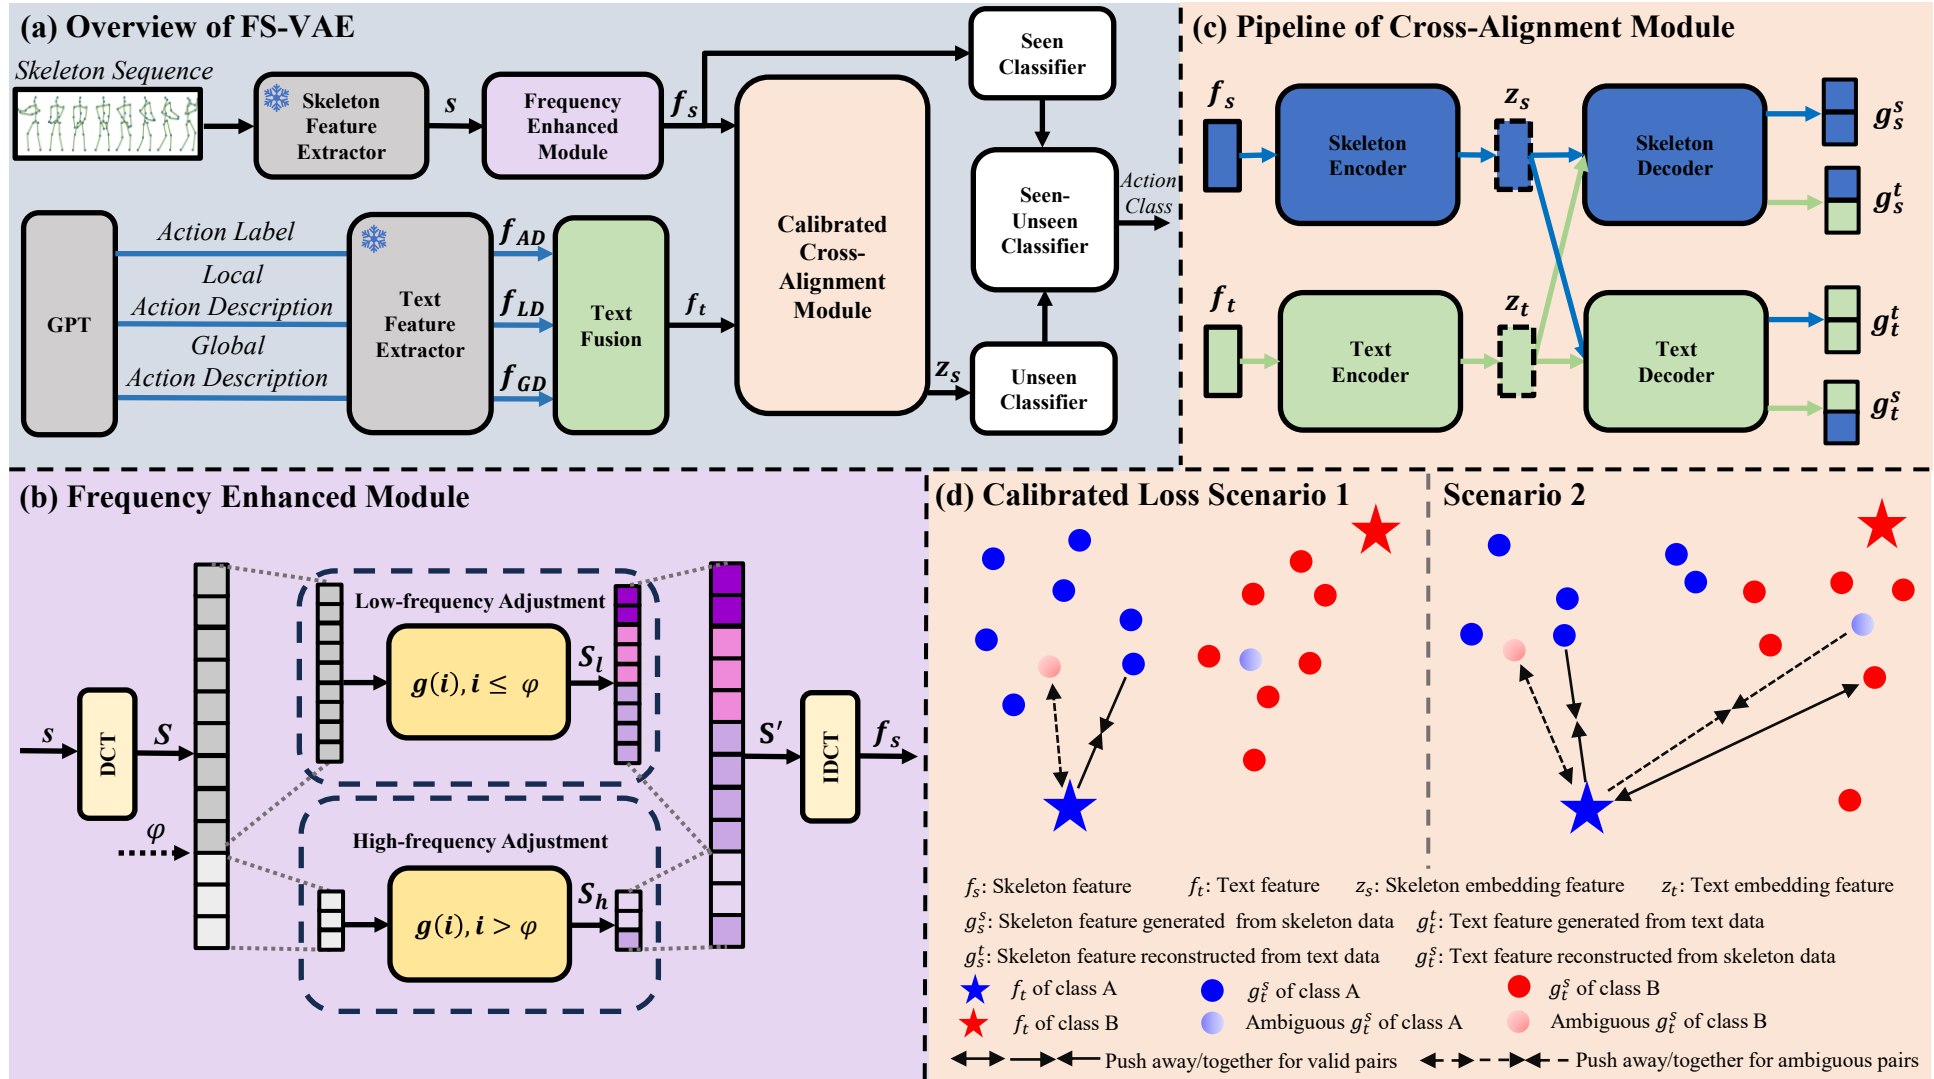 (a) Overview of FS-VAE
Skeleton Sequence
Skeleton
Feature
Extractor
s
Frequency
Enhanced
Module
f_s
Seen
Classifier
GPT
Action Label
Local
Action Description
Global
Action Description
Text
Feature
Extractor
f_AD
f_LD
f_GD
Text
Fusion
f_t
Calibrated
Cross-
Alignment
Module
z_s
Seen-
Unseen
Classifier
Action
Class
Unseen
Classifier
(c) Pipeline of Cross-Alignment Module
f_s
Skeleton
Encoder
z_s
Skeleton
Decoder
g_s^s
g_s^t
f_t
Text
Encoder
z_t
Text
Decoder
g_t^t
g_t^s
(b) Frequency Enhanced Module
s
DCT
S
φ
Low-frequency Adjustment
g(i), i ≤ φ
S_l
High-frequency Adjustment
g(i), i > φ
S_h
S′
IDCT
f_s
(d) Calibrated Loss Scenario 1
Scenario 2
f_s: Skeleton feature f_t: Text feature z_s: Skeleton embedding feature z_t: Text embedding feature
g_s^s: Skeleton feature generated from skeleton data g_t^t: Text feature generated from text data
g_s^t: Skeleton feature reconstructed from text data g_t^s: Text feature reconstructed from skeleton data
f_t of class A g_t^s of class A g_t^s of class B
f_t of class B Ambiguous g_t^s of class A Ambiguous g_t^s of class B
Push away/together for valid pairs Push away/together for ambiguous pairs